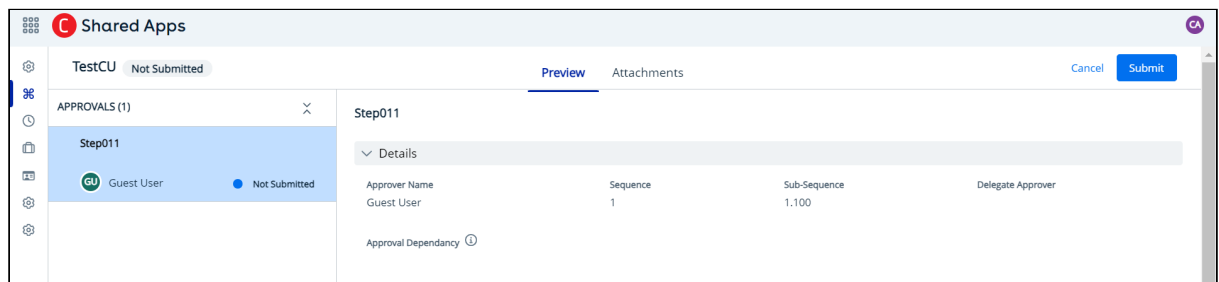 C Shared Apps
CA
TestCU Not Submitted
Preview Attachments
Cancel Submit
APPROVALS (1)
Step011
GU Guest User Not Submitted
Step011
Details
Approver Name Sequence Sub-Sequence Delegate Approver
Guest User 1 1.100
Approval Dependancy